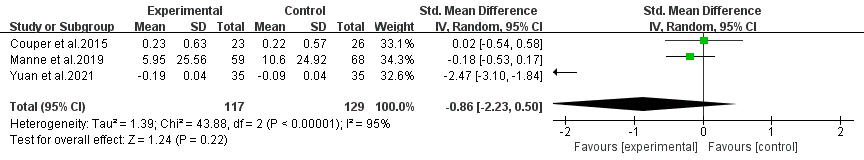 Experimental Control Std. Mean Difference Std. Mean Difference
Study or Subgroup Mean SD Total Mean SD Total Weight IV, Random, 95% CI IV, Random, 95% CI
Couper et al.2015 0.23 0.63 23 0.22 0.57 26 33.1% 0.02 [-0.54, 0.58]
Manne et al.2019 5.95 25.56 59 10.6 24.92 68 34.3% -0.18 [-0.53, 0.17]
Yuan et al.2021 -0.19 0.04 35 -0.09 0.04 35 32.6% -2.47 [-3.10, -1.84]
Total (95% CI) 117 129 100.0% -0.86 [-2.23, 0.50]
Heterogeneity: Tau² = 1.39; Chi² = 43.88, df = 2 (P < 0.00001); I² = 95%
Test for overall effect: Z = 1.24 (P = 0.22)
-2 -1 0 1 2
Favours [experimental] Favours [control]